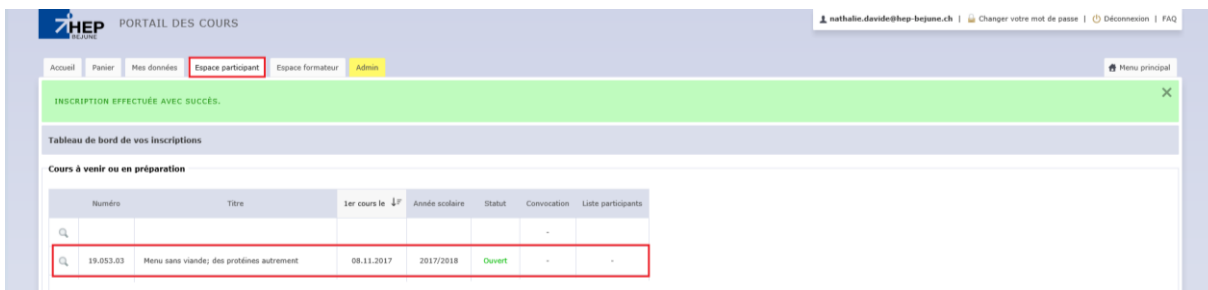 HEP
BEJUNE
PORTAIL DES COURS
nathalie.davide@hep-bejune.ch | Changer votre mot de passe | Déconnexion | FAQ
Accueil Panier Mes données Espace participant Espace formateur Admin Menu principal
INSCRIPTION EFFECTUÉE AVEC SUCCÈS.
Tableau de bord de vos inscriptions
Cours à venir ou en préparation
Numéro Titre 1er cours le Année scolaire Statut Convocation Liste participants
-
19.053.03 Menu sans viande; des protéines autrement 08.11.2017 2017/2018 Ouvert - -